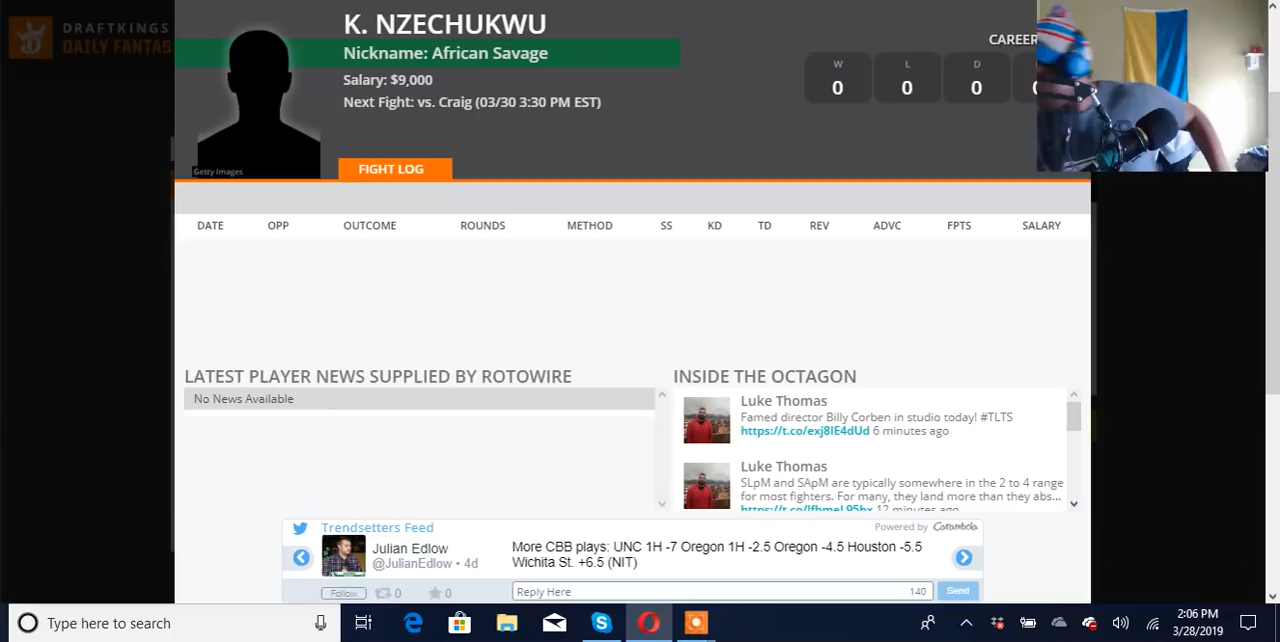 DRAFTKINGS
DAILY FANTAS
K. NZECHUKWU
Nickname: African Savage
Salary: $9,000
Next Fight: vs. Craig (03/30 3:30 PM EST)
CAREER
W
L
D
0
0
0
Getty Images
FIGHT LOG
DATE OPP OUTCOME ROUNDS METHOD SS KD TD REV ADVC FPTS SALARY
LATEST PLAYER NEWS SUPPLIED BY ROTOWIRE
No News Available
INSIDE THE OCTAGON
Luke Thomas
Famed director Billy Corben in studio today! #TLTS
https://t.co/exj8lE4dUd 6 minutes ago
Luke Thomas
SLpM and SApM are typically somewhere in the 2 to 4 range
for most fighters. For many, they land more than they abs...
12 minutes ago
Trendsetters Feed
Powered by Carambola
Julian Edlow
@JulianEdlow • 4d
More CBB plays: UNC 1H -7 Oregon 1H -2.5 Oregon -4.5 Houston -5.5
Wichita St. +6.5 (NIT)
Follow 0 0
Reply Here 140 Send
Type here to search
2:06 PM
3/28/2019